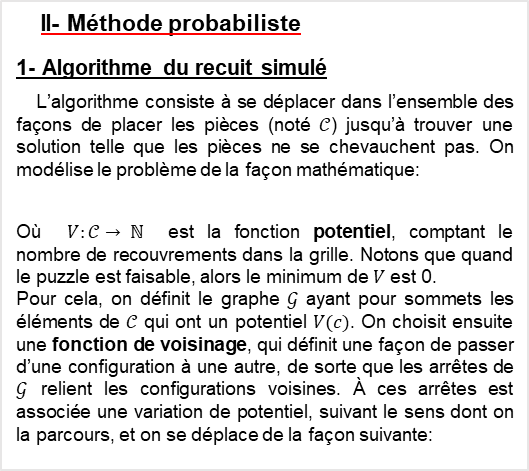 II- Méthode probabiliste
1- Algorithme du recuit simulé
L’algorithme consiste à se déplacer dans l’ensemble des
façons de placer les pièces (noté 𝒞) jusqu’à trouver une
solution telle que les pièces ne se chevauchent pas. On
modélise le problème de la façon mathématique:
Où V: 𝒞 → ℕ est la fonction potentiel, comptant le
nombre de recouvrements dans la grille. Notons que quand
le puzzle est faisable, alors le minimum de V est 0.
Pour cela, on définit le graphe 𝒢 ayant pour sommets les
éléments de 𝒞 qui ont un potentiel V(c). On choisit ensuite
une fonction de voisinage, qui définit une façon de passer
d’une configuration à une autre, de sorte que les arrêtes de
𝒢 relient les configurations voisines. À ces arrêtes est
associée une variation de potentiel, suivant le sens dont on
la parcours, et on se déplace de la façon suivante: